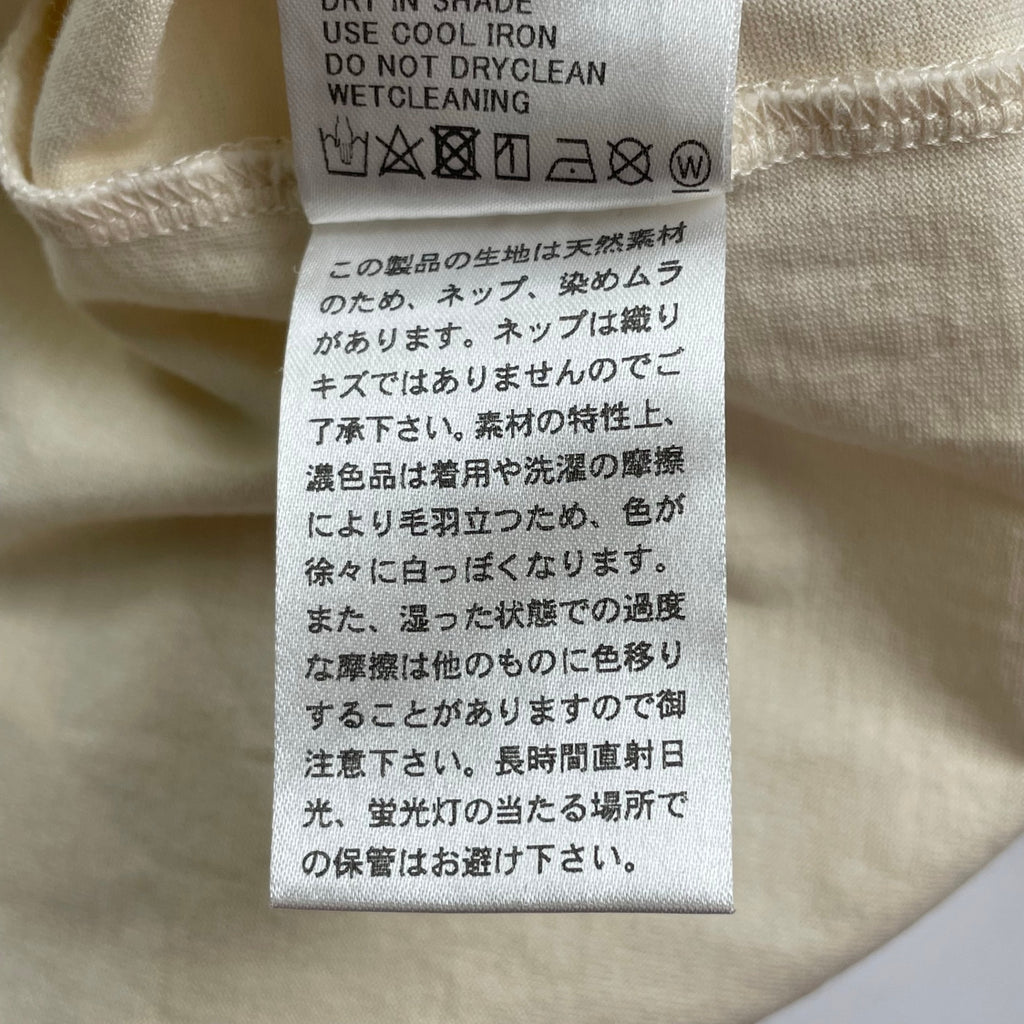 DRY IN SHADE
USE COOL IRON
DO NOT DRYCLEAN
WETCLEANING
W
この製品の生地は天然素材
のため、ネップ、染めムラ
があります。ネップは織り
キズではありませんのでご
了承下さい。素材の特性上、
濃色品は着用や洗濯の摩擦
により毛羽立つため、色が
徐々に白っぽくなります。
また、湿った状態での過度
な摩擦は他のものに色移り
することがありますので御
注意下さい。長時間直射日
光、蛍光灯の当たる場所で
の保管はお避け下さい。